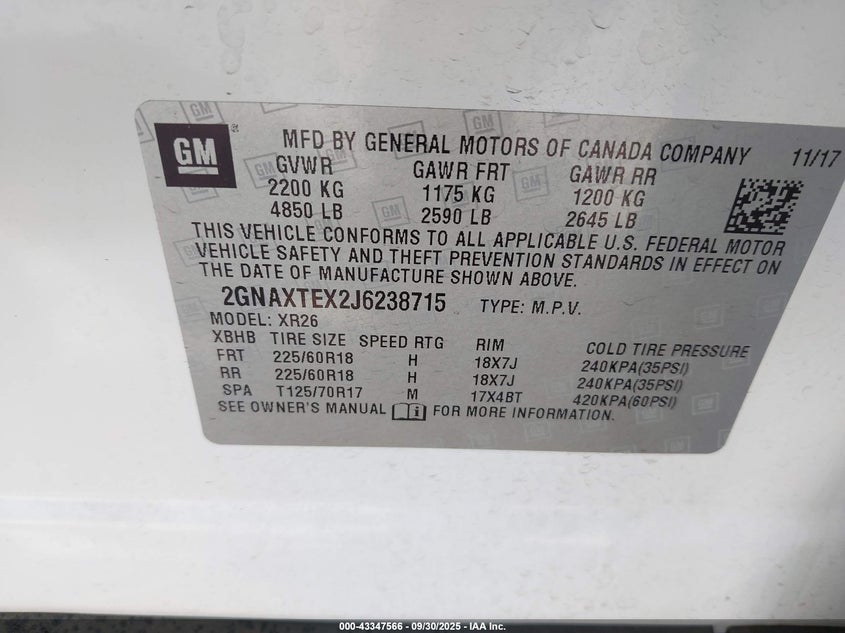 GM
MFD BY GENERAL MOTORS OF CANADA COMPANY 11/17
GVWR GAWR FRT GAWR RR
2200 KG 1175 KG 1200 KG
4850 LB 2590 LB 2645 LB
THIS VEHICLE CONFORMS TO ALL APPLICABLE U.S. FEDERAL MOTOR
VEHICLE SAFETY AND THEFT PREVENTION STANDARDS IN EFFECT ON
THE DATE OF MANUFACTURE SHOWN ABOVE.
2GNAXTEX2J6238715 TYPE: M.P.V.
MODEL: XR26
XBHB TIRE SIZE SPEED RTG RIM COLD TIRE PRESSURE
FRT 225/60R18 H 18X7J 240KPA(35PSI)
RR 225/60R18 H 18X7J 240KPA(35PSI)
SPA T125/70R17 M 17X4BT 420KPA(60PSI)
SEE OWNER'S MANUAL FOR MORE INFORMATION.
000-43347566 — 09/30/2025 — IAA Inc.